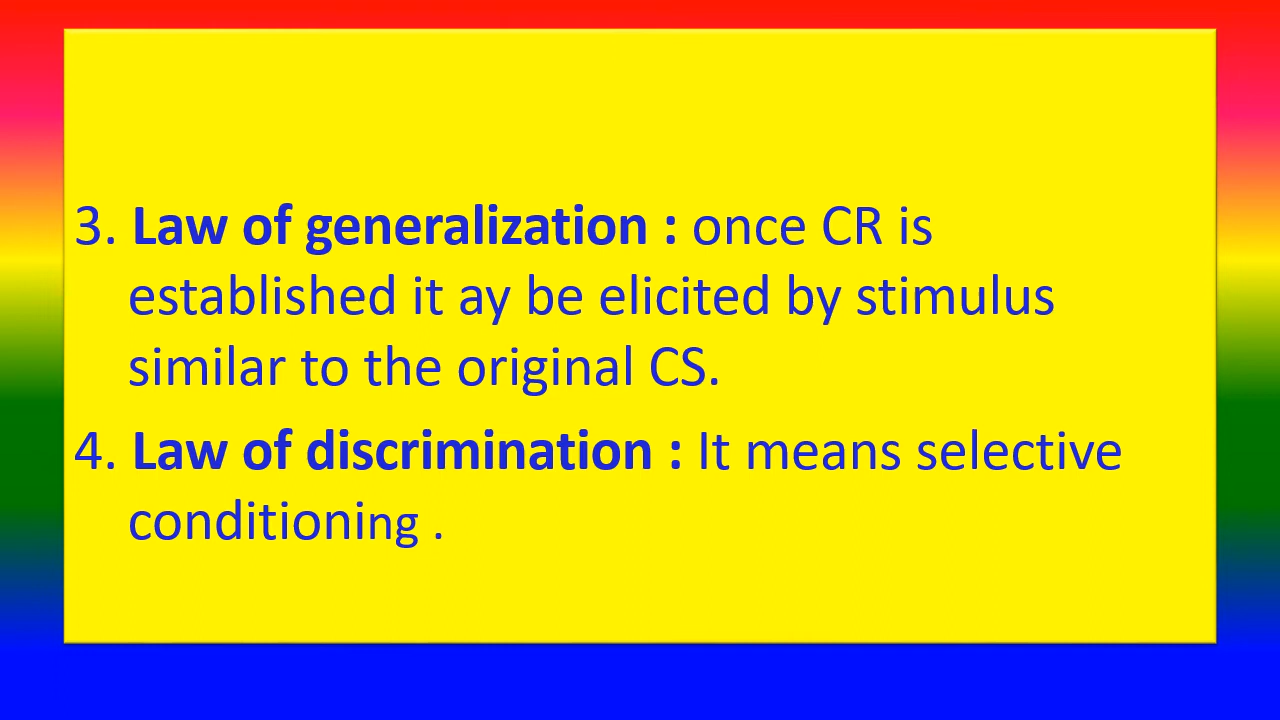 3. Law of generalization : once CR is
established it ay be elicited by stimulus
similar to the original CS.
4. Law of discrimination : It means selective
conditioning .